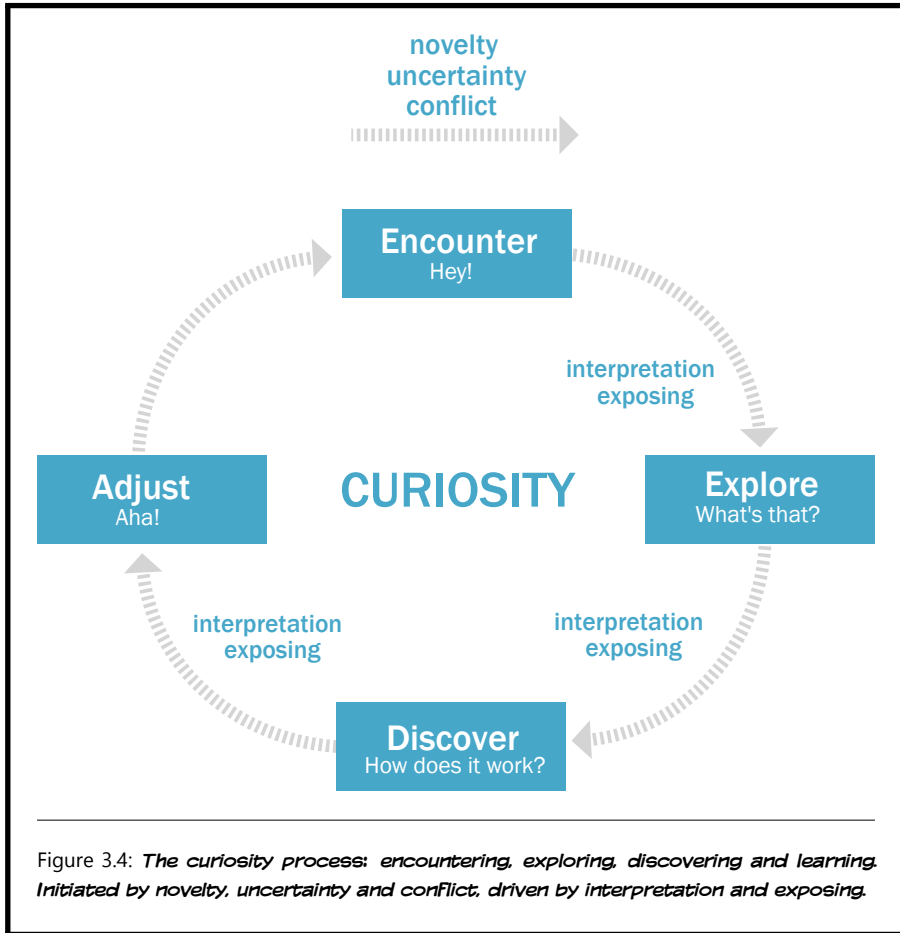 novelty
uncertainty
conflict
Encounter
Hey!
interpretation
exposing
Adjust
Aha!
CURIOSITY
Explore
What's that?
interpretation
exposing
interpretation
exposing
Discover
How does it work?
Figure 3.4: The curiosity process: encountering, exploring, discovering and learning.
Initiated by novelty, uncertainty and conflict, driven by interpretation and exposing.